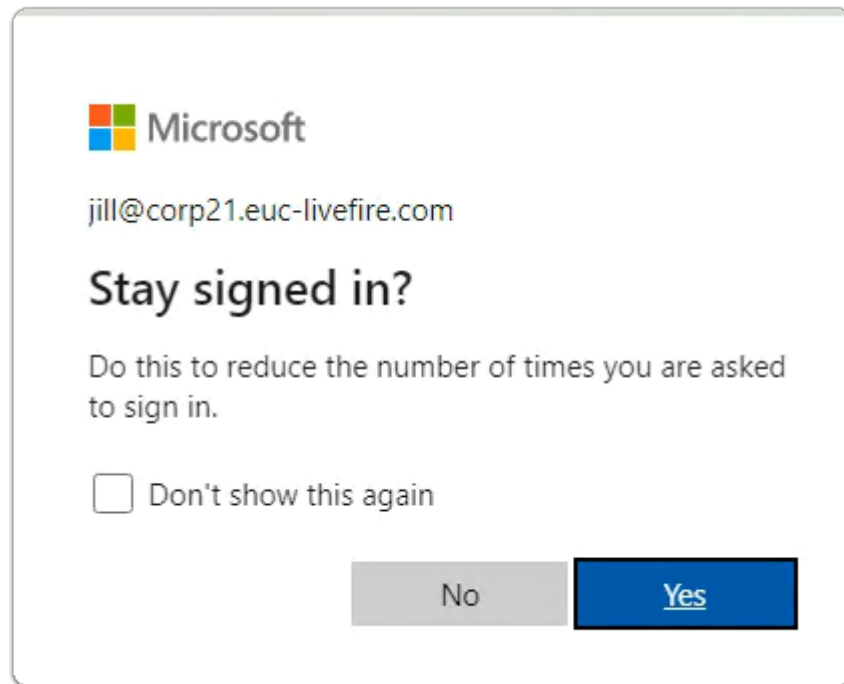 Microsoft
jill@corp21.euc-livefire.com
Stay signed in?
Do this to reduce the number of times you are asked
to sign in.
Don't show this again
No
Yes